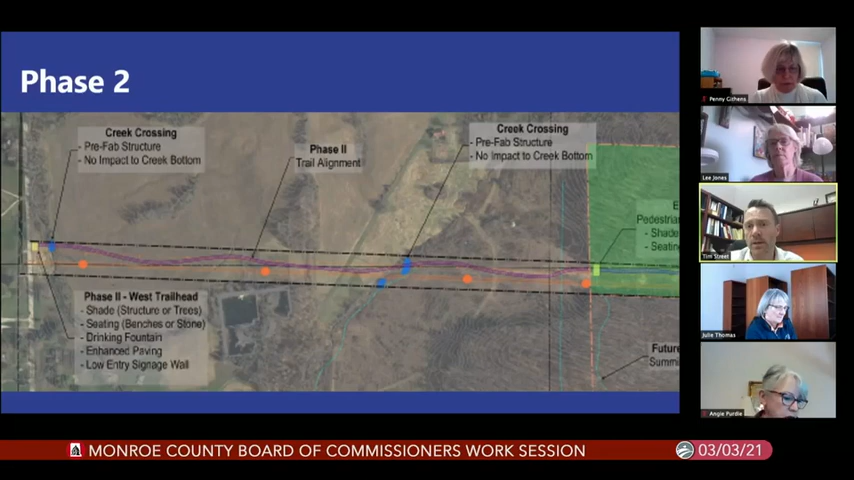 Phase 2
Creek Crossing
- Pre-Fab Structure
- No Impact to Creek Bottom
Phase II
Trail Alignment
Creek Crossing
- Pre-Fab Structure
- No Impact to Creek Bottom
E
Pedestria
- Shade
- Seatin
Phase II - West Trailhead
- Shade (Structure or Trees)
- Seating (Benches or Stone)
- Drinking Fountain
- Enhanced Paving
- Low Entry Signage Wall
Future
Summi
Penny Githens
Lee Jones
Tim Street
Julie Thomas
Angie Purdie
MONROE COUNTY BOARD OF COMMISSIONERS WORK SESSION
03/03/21